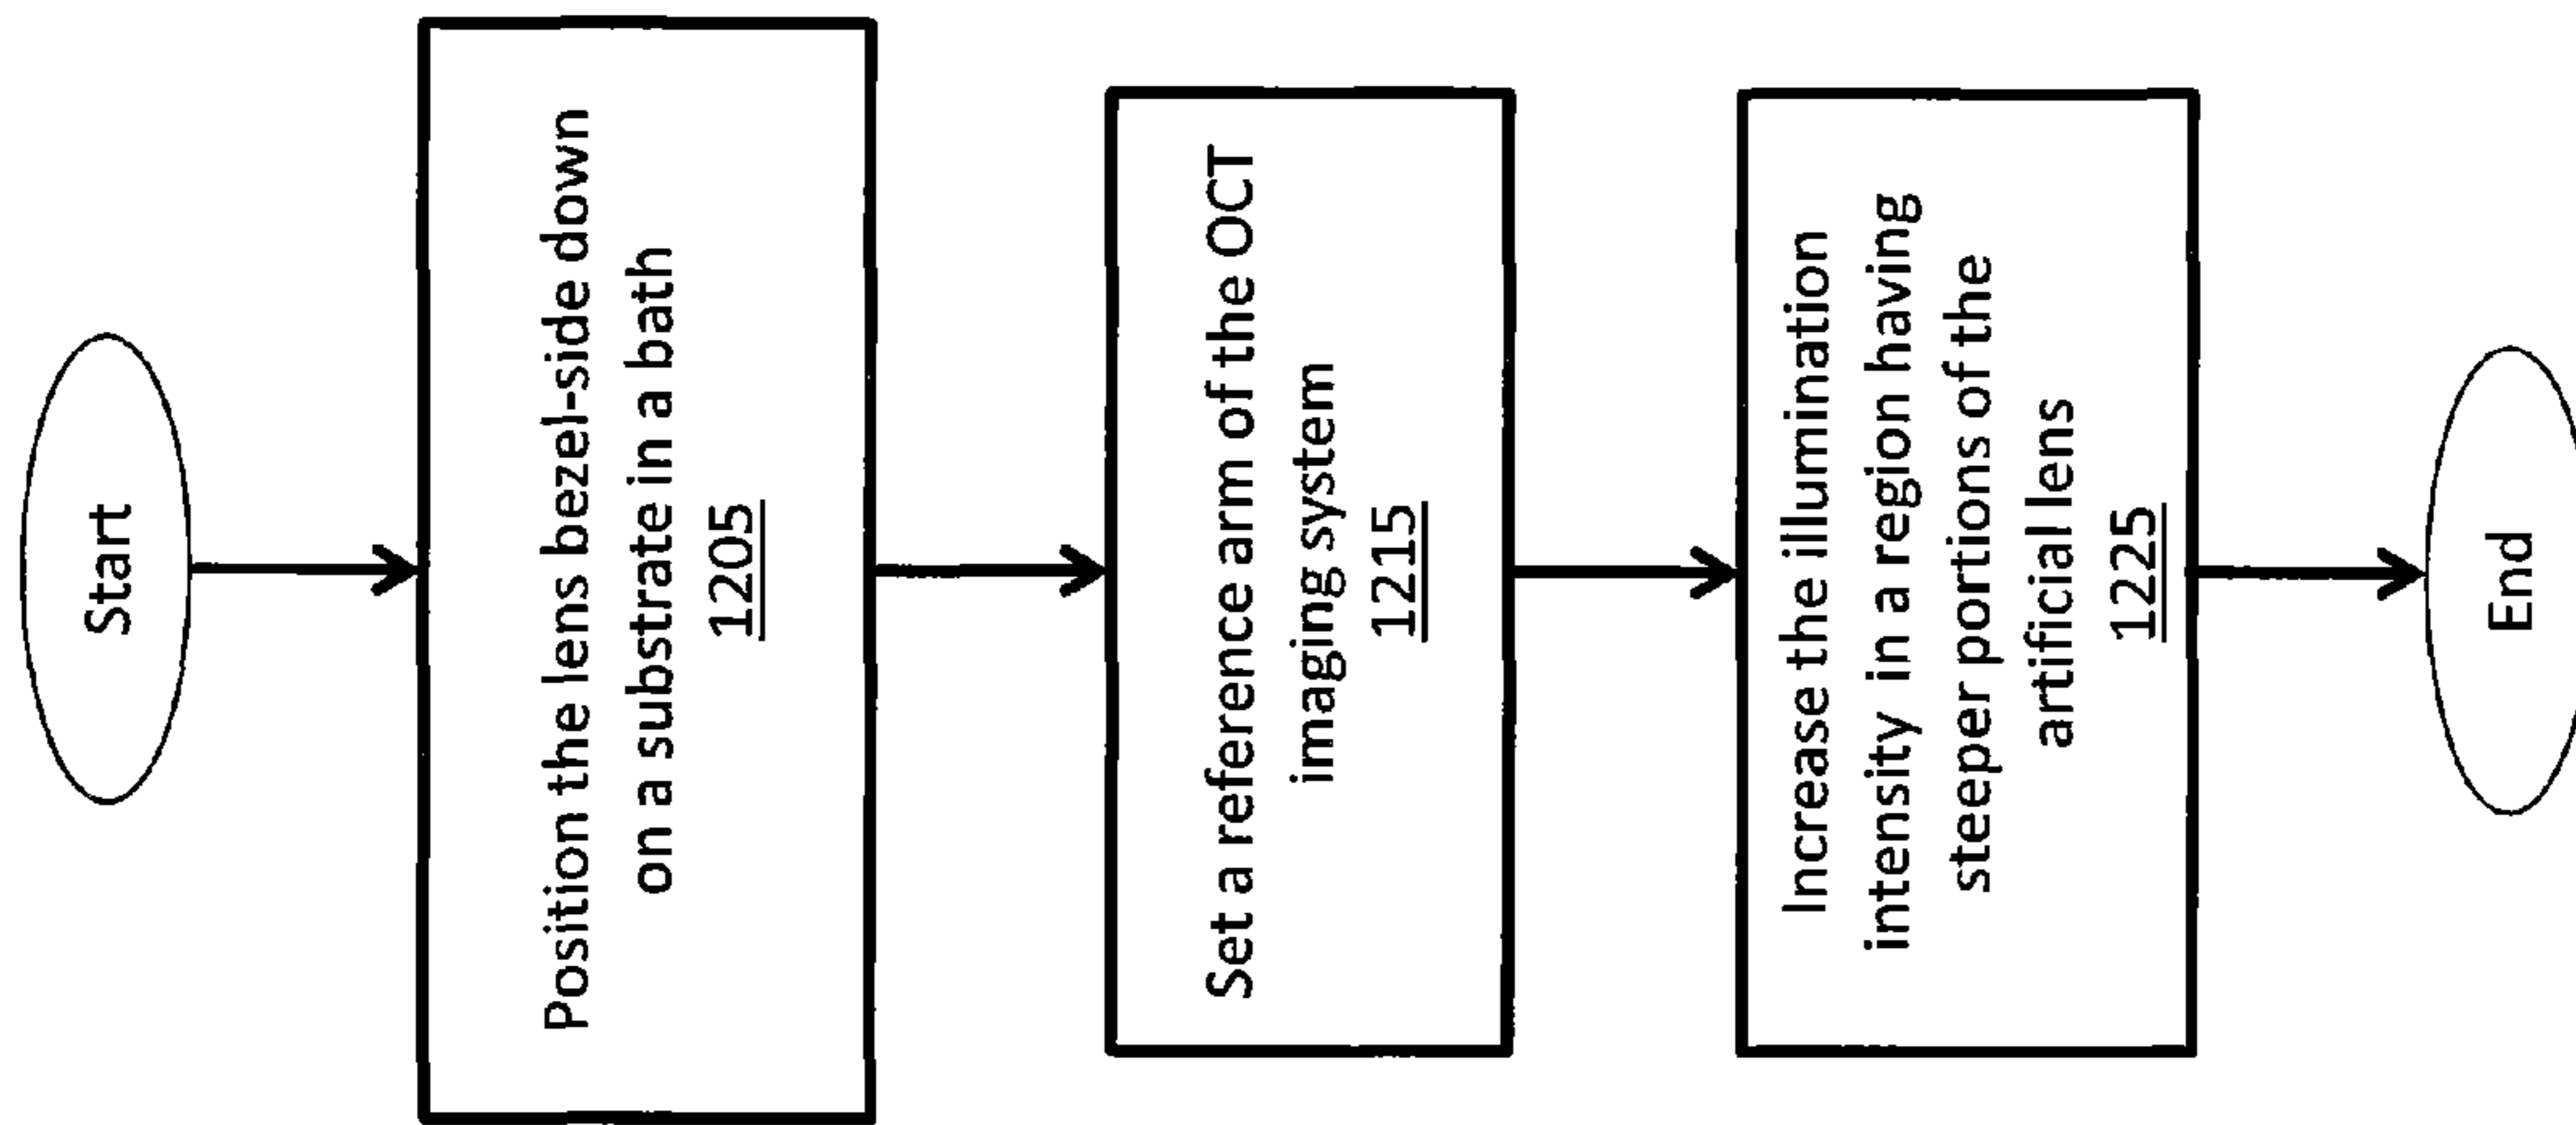 Start
Position the lens bezel-side down
on a substrate in a bath
1205
Set a reference arm of the OCT
imaging system
1215
Increase the illumination
intensity in a region having
steeper portions of the
artificial lens
1225
End